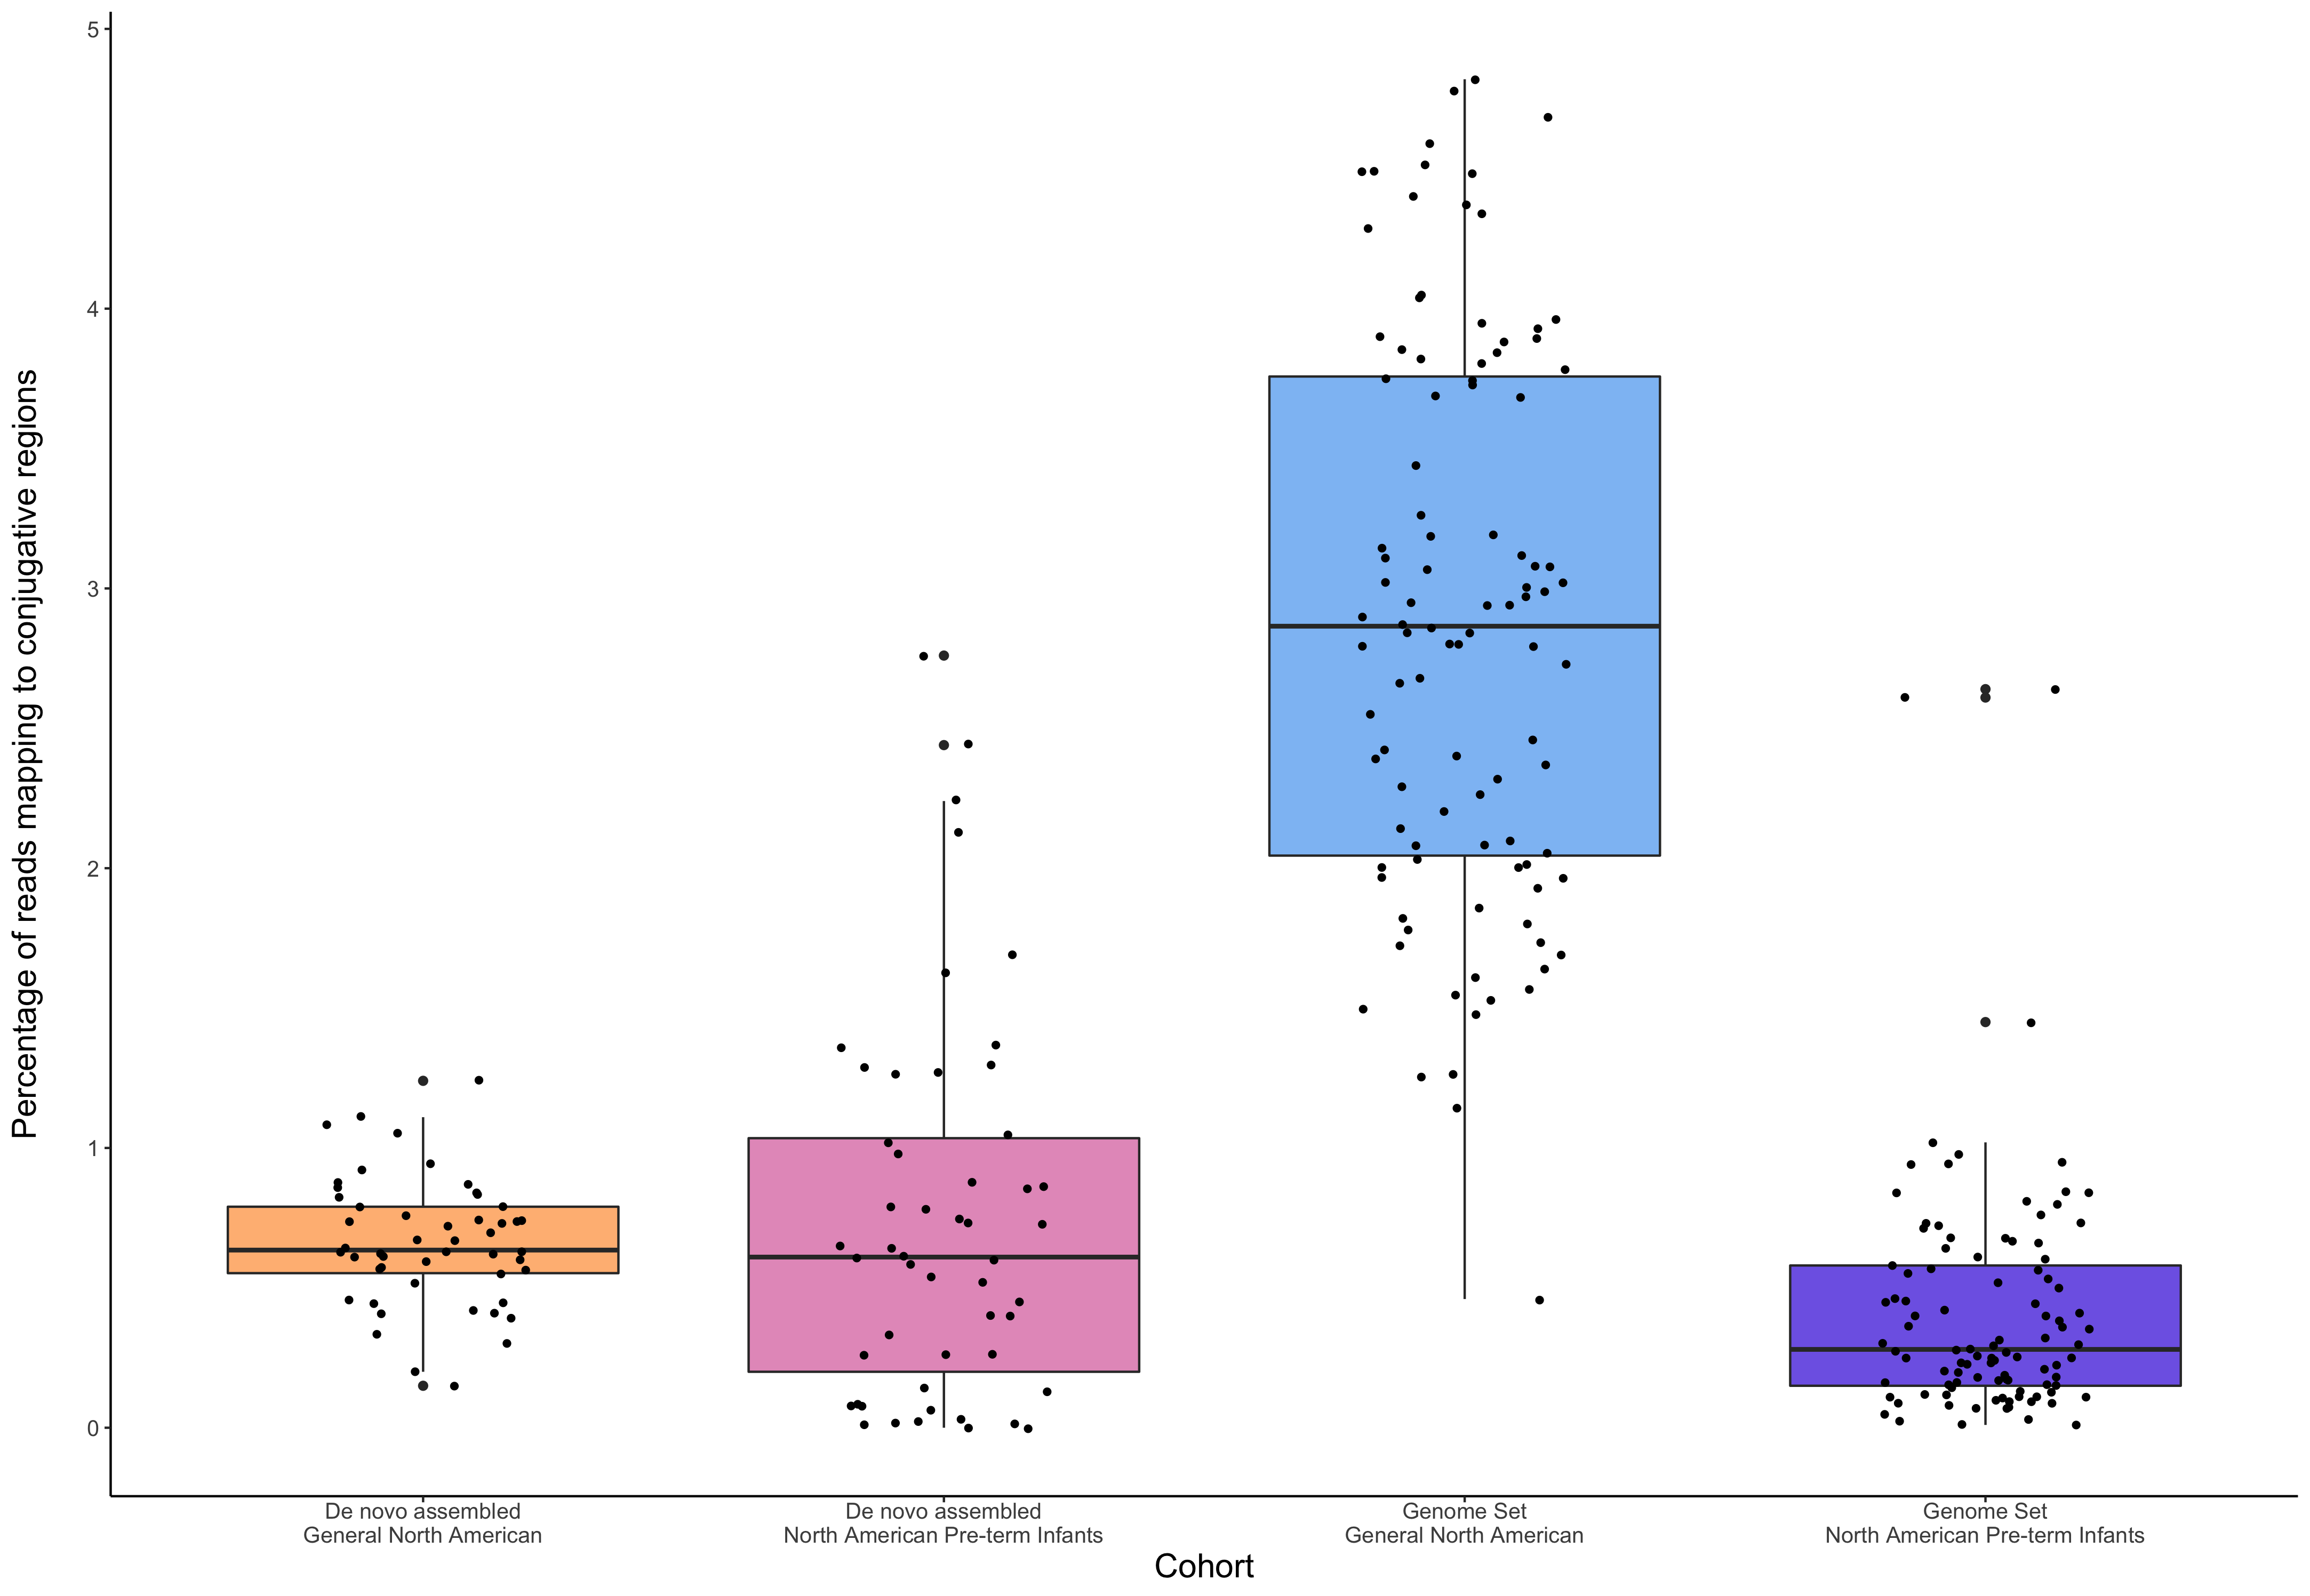 Percentage of reads mapping to conjugative regions
5
4
3
2
1
0
De novo assembled
General North American
De novo assembled
North American Pre-term Infants
Genome Set
General North American
Genome Set
North American Pre-term Infants
Cohort